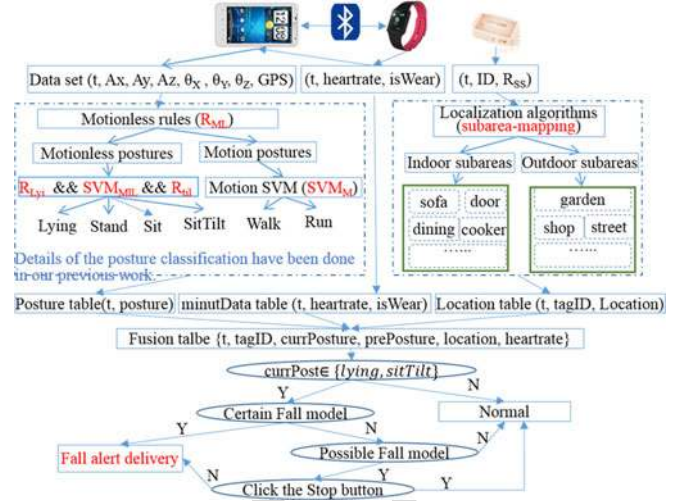 Data set (t, Ax, Ay, Az, θX , θY, θZ, GPS)
(t, heartrate, isWear)
(t, ID, RSS)
Motionless rules (RML)
Motionless postures
Motion postures
RLyi && SVMMIL && Rtil
Motion SVM (SVMM)
Lying
Stand
Sit
SitTilt
Walk
Run
Details of the posture classification have been done
in our previous work.
Localization algorithms
(subarea-mapping)
Indoor subareas
Outdoor subareas
sofa
door
dining
cooker
......
garden
shop
street
......
Posture table(t, posture)
minutData table (t, heartrate, isWear)
Location table (t, tagID, Location)
Fusion talbe {t, tagID, currPosture, prePosture, location, heartrate}
currPost∈ {lying, sitTilt}
Y
N
Certain Fall model
Normal
Y
N
N
Possible Fall model
Fall alert delivery
N
Y
Y
Click the Stop button